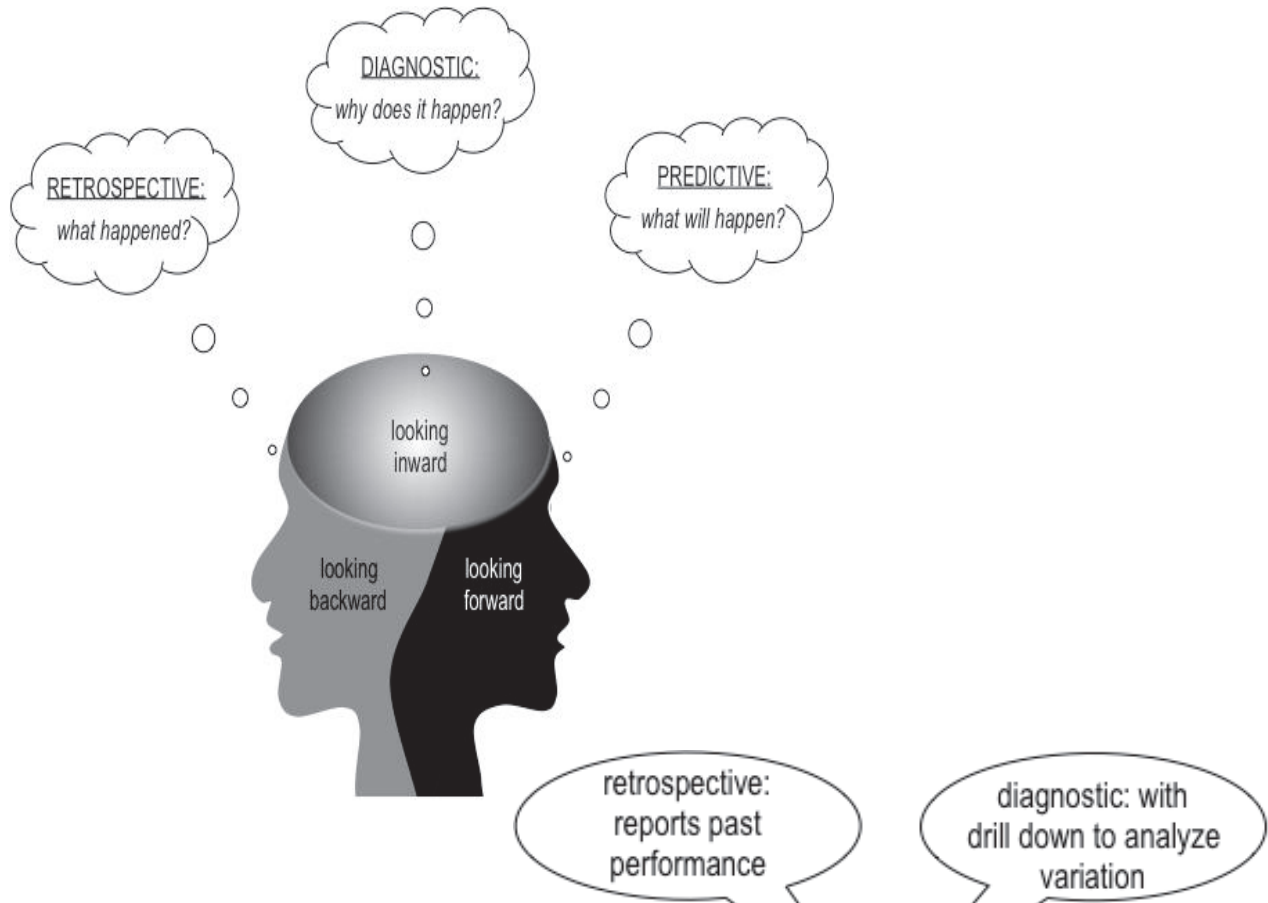 DIAGNOSTIC:
why does it happen?
RETROSPECTIVE:
what happened?
PREDICTIVE:
what will happen?
looking
inward
looking
backward
looking
forward
retrospective:
reports past
performance
diagnostic: with
drill down to analyze
variation